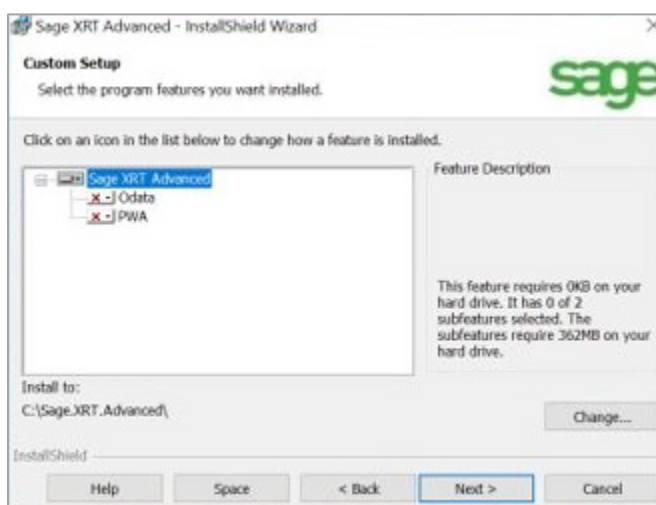 Sage XRT Advanced - InstallShield Wizard
Custom Setup
Select the program features you want installed.
sage
Click on an icon in the list below to change how a feature is installed.
Sage XRT Advanced
Odata
PWA
Feature Description
This feature requires 0KB on your
hard drive. It has 0 of 2
subfeatures selected. The
subfeatures require 362MB on your
hard drive.
Install to:
C:\Sage.XRT.Advanced\
Change...
InstallShield
Help
Space
< Back
Next >
Cancel